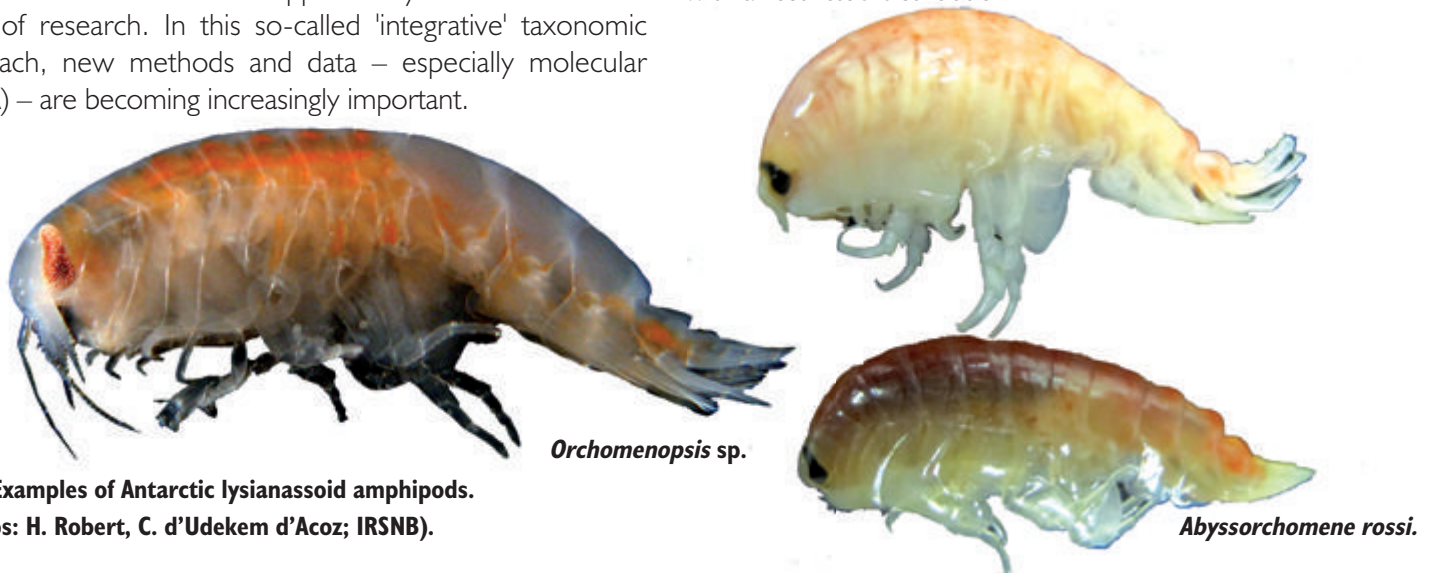 of research. In this so-called 'integrative' taxonomic
ach, new methods and data – especially molecular
) – are becoming increasingly important.
Orchomenopsis sp.
Examples of Antarctic lysianassoid amphipods.
os: H. Robert, C. d'Udekem d'Acoz; IRSNB).
Abyssorchomene rossi.